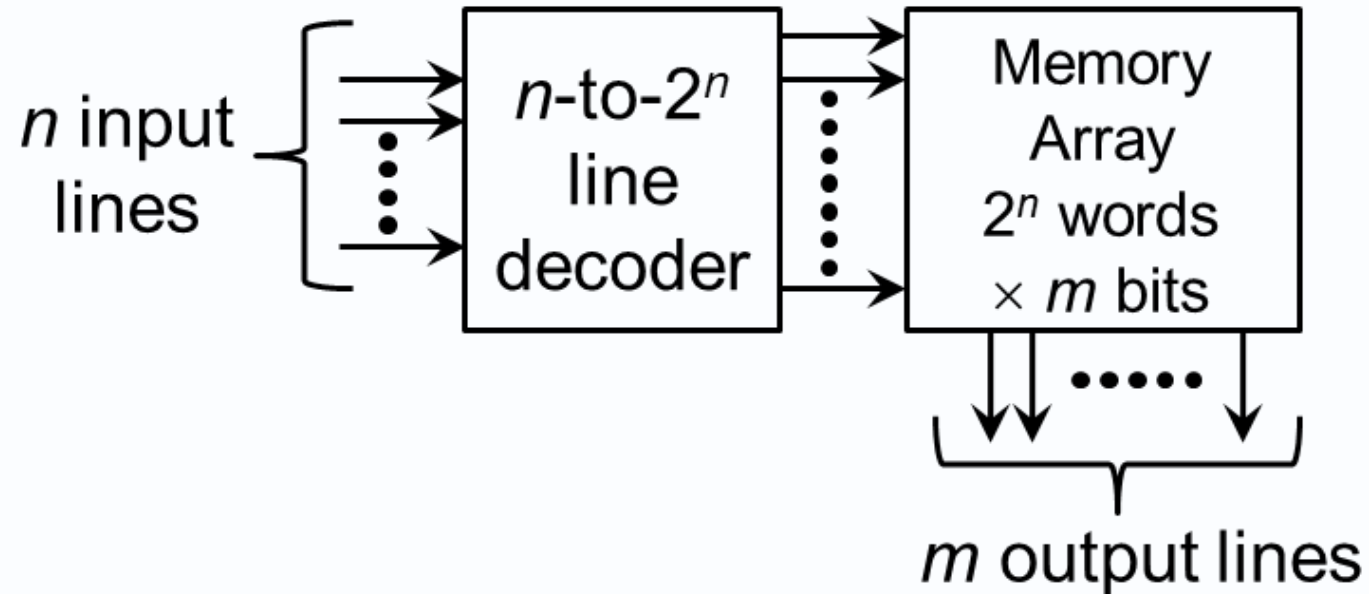 n input
lines
n-to-2ⁿ
line
decoder
Memory
Array
2ⁿ words
× m bits
m output lines